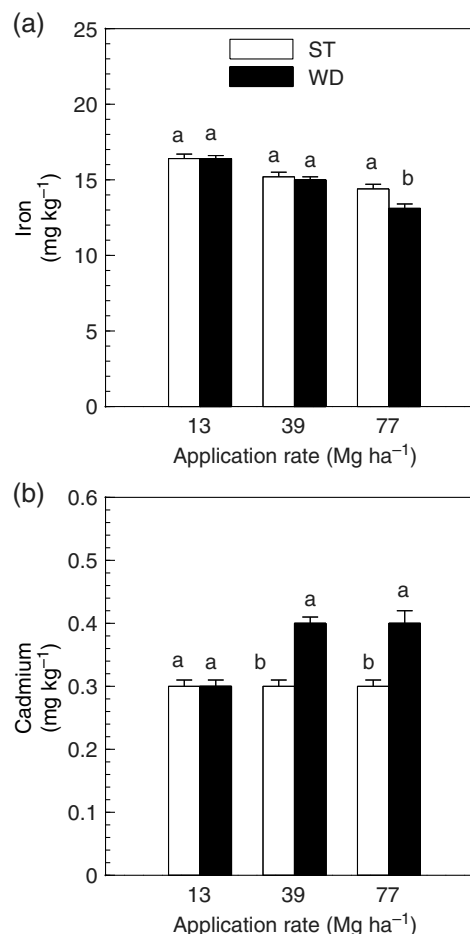 (a)
25
20
15
10
5
0
Iron
(mg kg⁻¹)
ST
WD
a a a a a b
13 39 77
Application rate (Mg ha⁻¹)
(b)
0.6
0.5
0.4
0.3
0.2
0.1
0
Cadmium
(mg kg⁻¹)
a a b a b a
13 39 77
Application rate (Mg ha⁻¹)